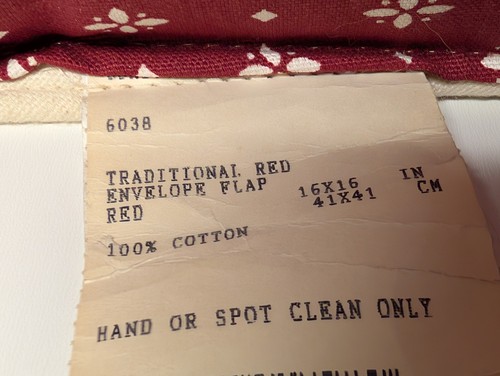 6038
TRADITIONAL RED
ENVELOPE FLAP 16X16 IN
RED 41X41 CM
100% COTTON
HAND OR SPOT CLEAN ONLY